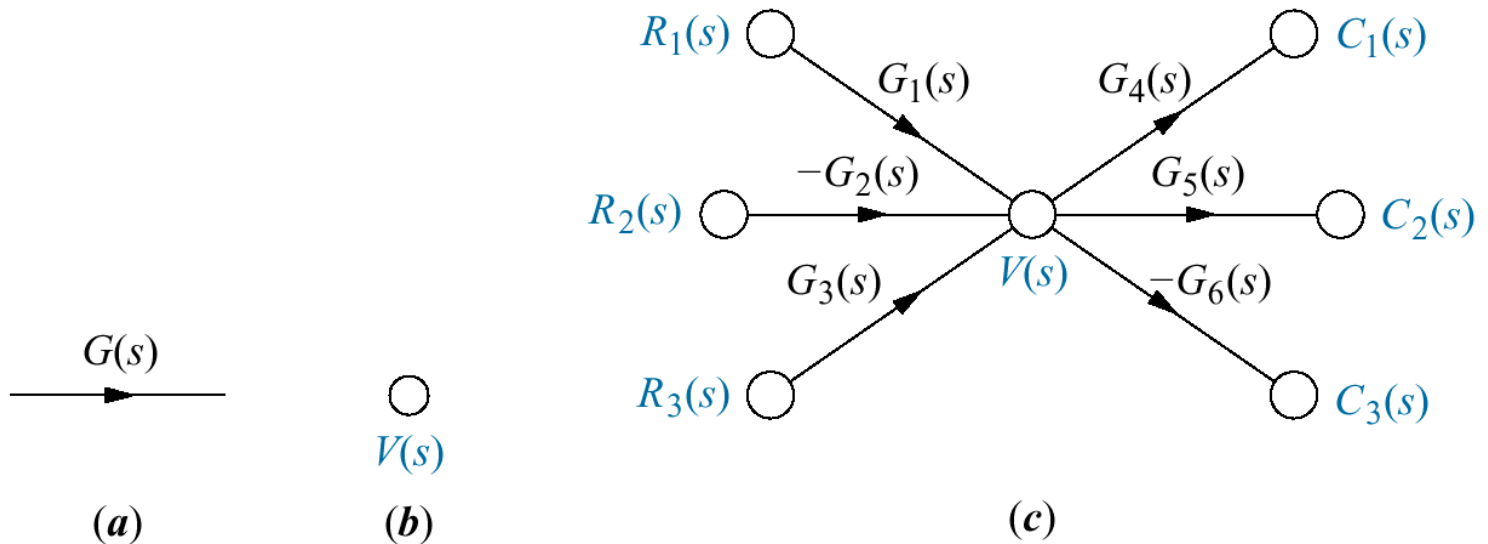 R₁(s) C₁(s)
G₁(s) G₄(s)
−G₂(s) G₅(s)
R₂(s) C₂(s)
V(s)
G₃(s) −G₆(s)
G(s)
R₃(s) C₃(s)
V(s)
(a) (b) (c)